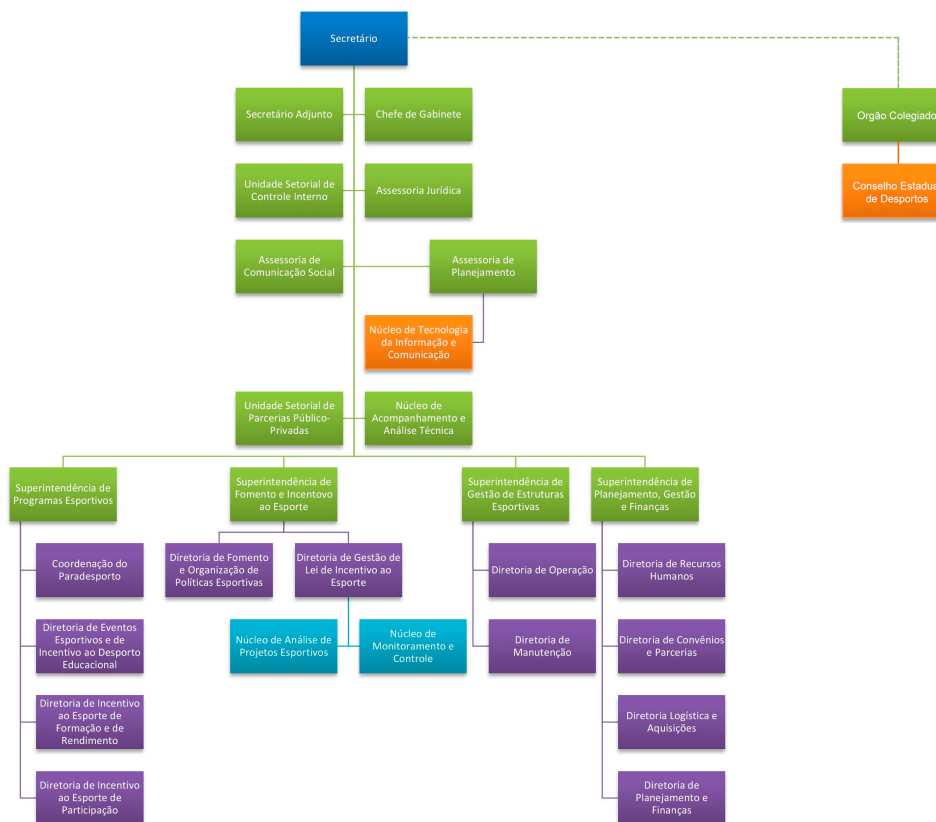 Secretário
Secretário Adjunto
Chefe de Gabinete
Orgão Colegiado
Unidade Setorial de
Controle Interno
Assessoria Jurídica
Conselho Estadual
de Desportos
Assessoria de
Comunicação Social
Assessoria de
Planejamento
Núcleo de Tecnologia
da Informação e
Comunicação
Unidade Setorial de
Parcerias Público-
Privadas
Núcleo de
Acompanhamento e
Análise Técnica
Superintendência de
Programas Esportivos
Superintendência de
Fomento e Incentovo
ao Esporte
Superintendência de
Gestão de Estruturas
Esportivas
Superintendência de
Planejamento, Gestão
e Finanças
Coordenação do
Paradesporto
Diretoria de Fomento
e Organização de
Políticas Esportivas
Diretoria de Gestão de
Lei de Incentivo ao
Esporte
Diretoria de Operação
Diretoria de Recursos
Humanos
Diretoria de Eventos
Esportivos e de
Incentivo ao Desporto
Educacional
Núcleo de Análise de
Projetos Esportivos
Núcleo de
Monitoramento e
Controle
Diretoria de
Manutenção
Diretoria de Convênios
e Parcerias
Diretoria de Incentivo
ao Esporte de
Formação e de
Rendimento
Diretoria Logística e
Aquisições
Diretoria de Incentivo
ao Esporte de
Participação
Diretoria de
Planejamento e
Finanças